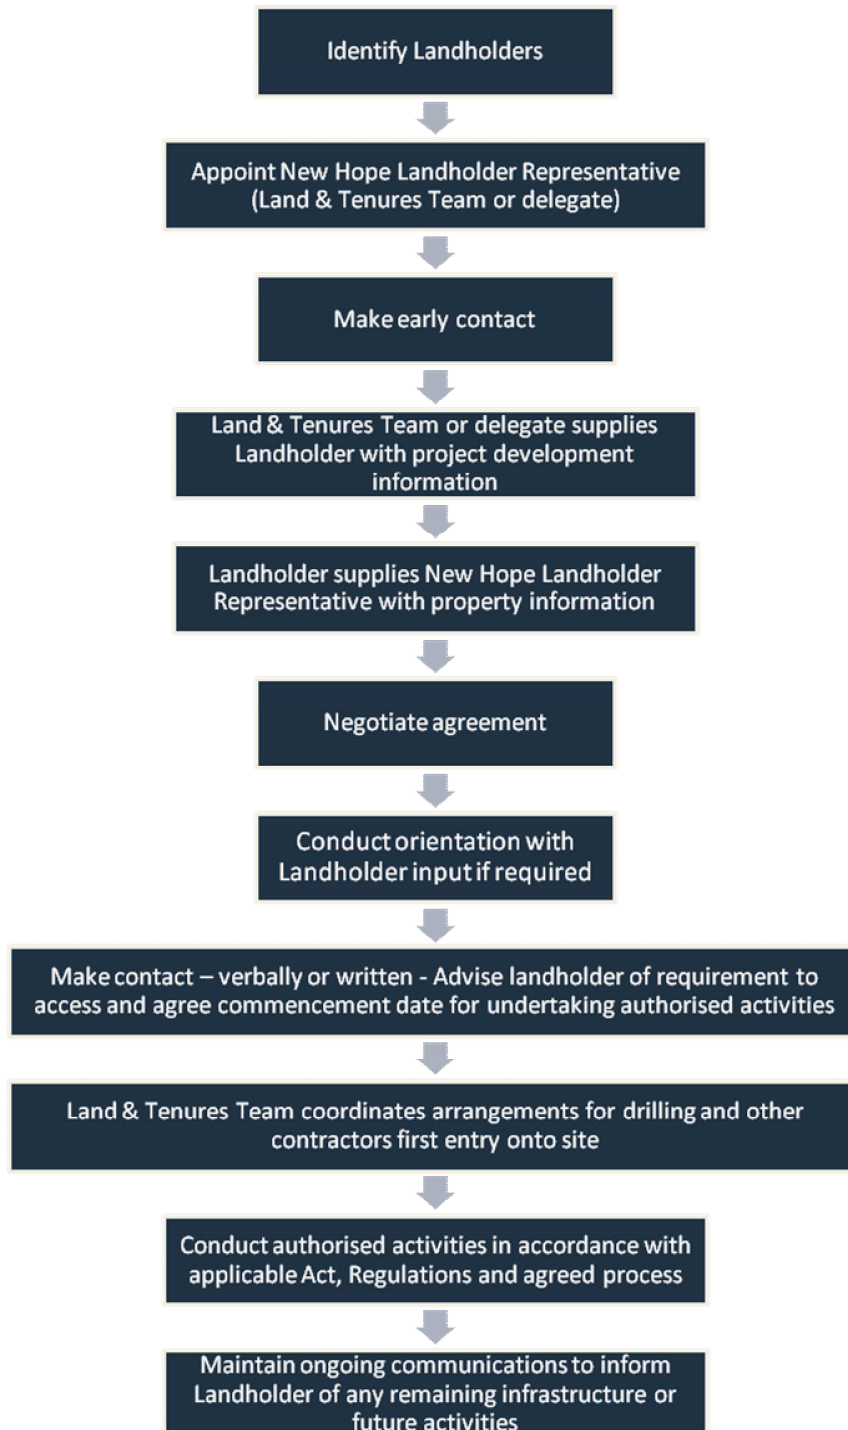 Identify Landholders
Appoint New Hope Landholder Representative
(Land & Tenures Team or delegate)
Make early contact
Land & Tenures Team or delegate supplies
Landholder with project development
information
Landholder supplies New Hope Landholder
Representative with property information
Negotiate agreement
Conduct orientation with
Landholder input if required
Make contact – verbally or written - Advise landholder of requirement to
access and agree commencement date for undertaking authorised activities
Land & Tenures Team coordinates arrangements for drilling and other
contractors first entry onto site
Conduct authorised activities in accordance with
applicable Act, Regulations and agreed process
Maintain ongoing communications to inform
Landholder of any remaining infrastructure or
future activities